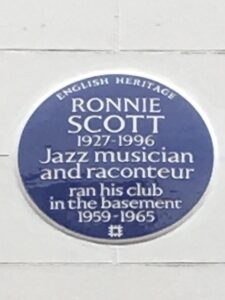 ENGLISH HERITAGE
RONNIE
SCOTT
1927-1996
Jazz musician
and raconteur
ran his club
in the basement
1959-1965